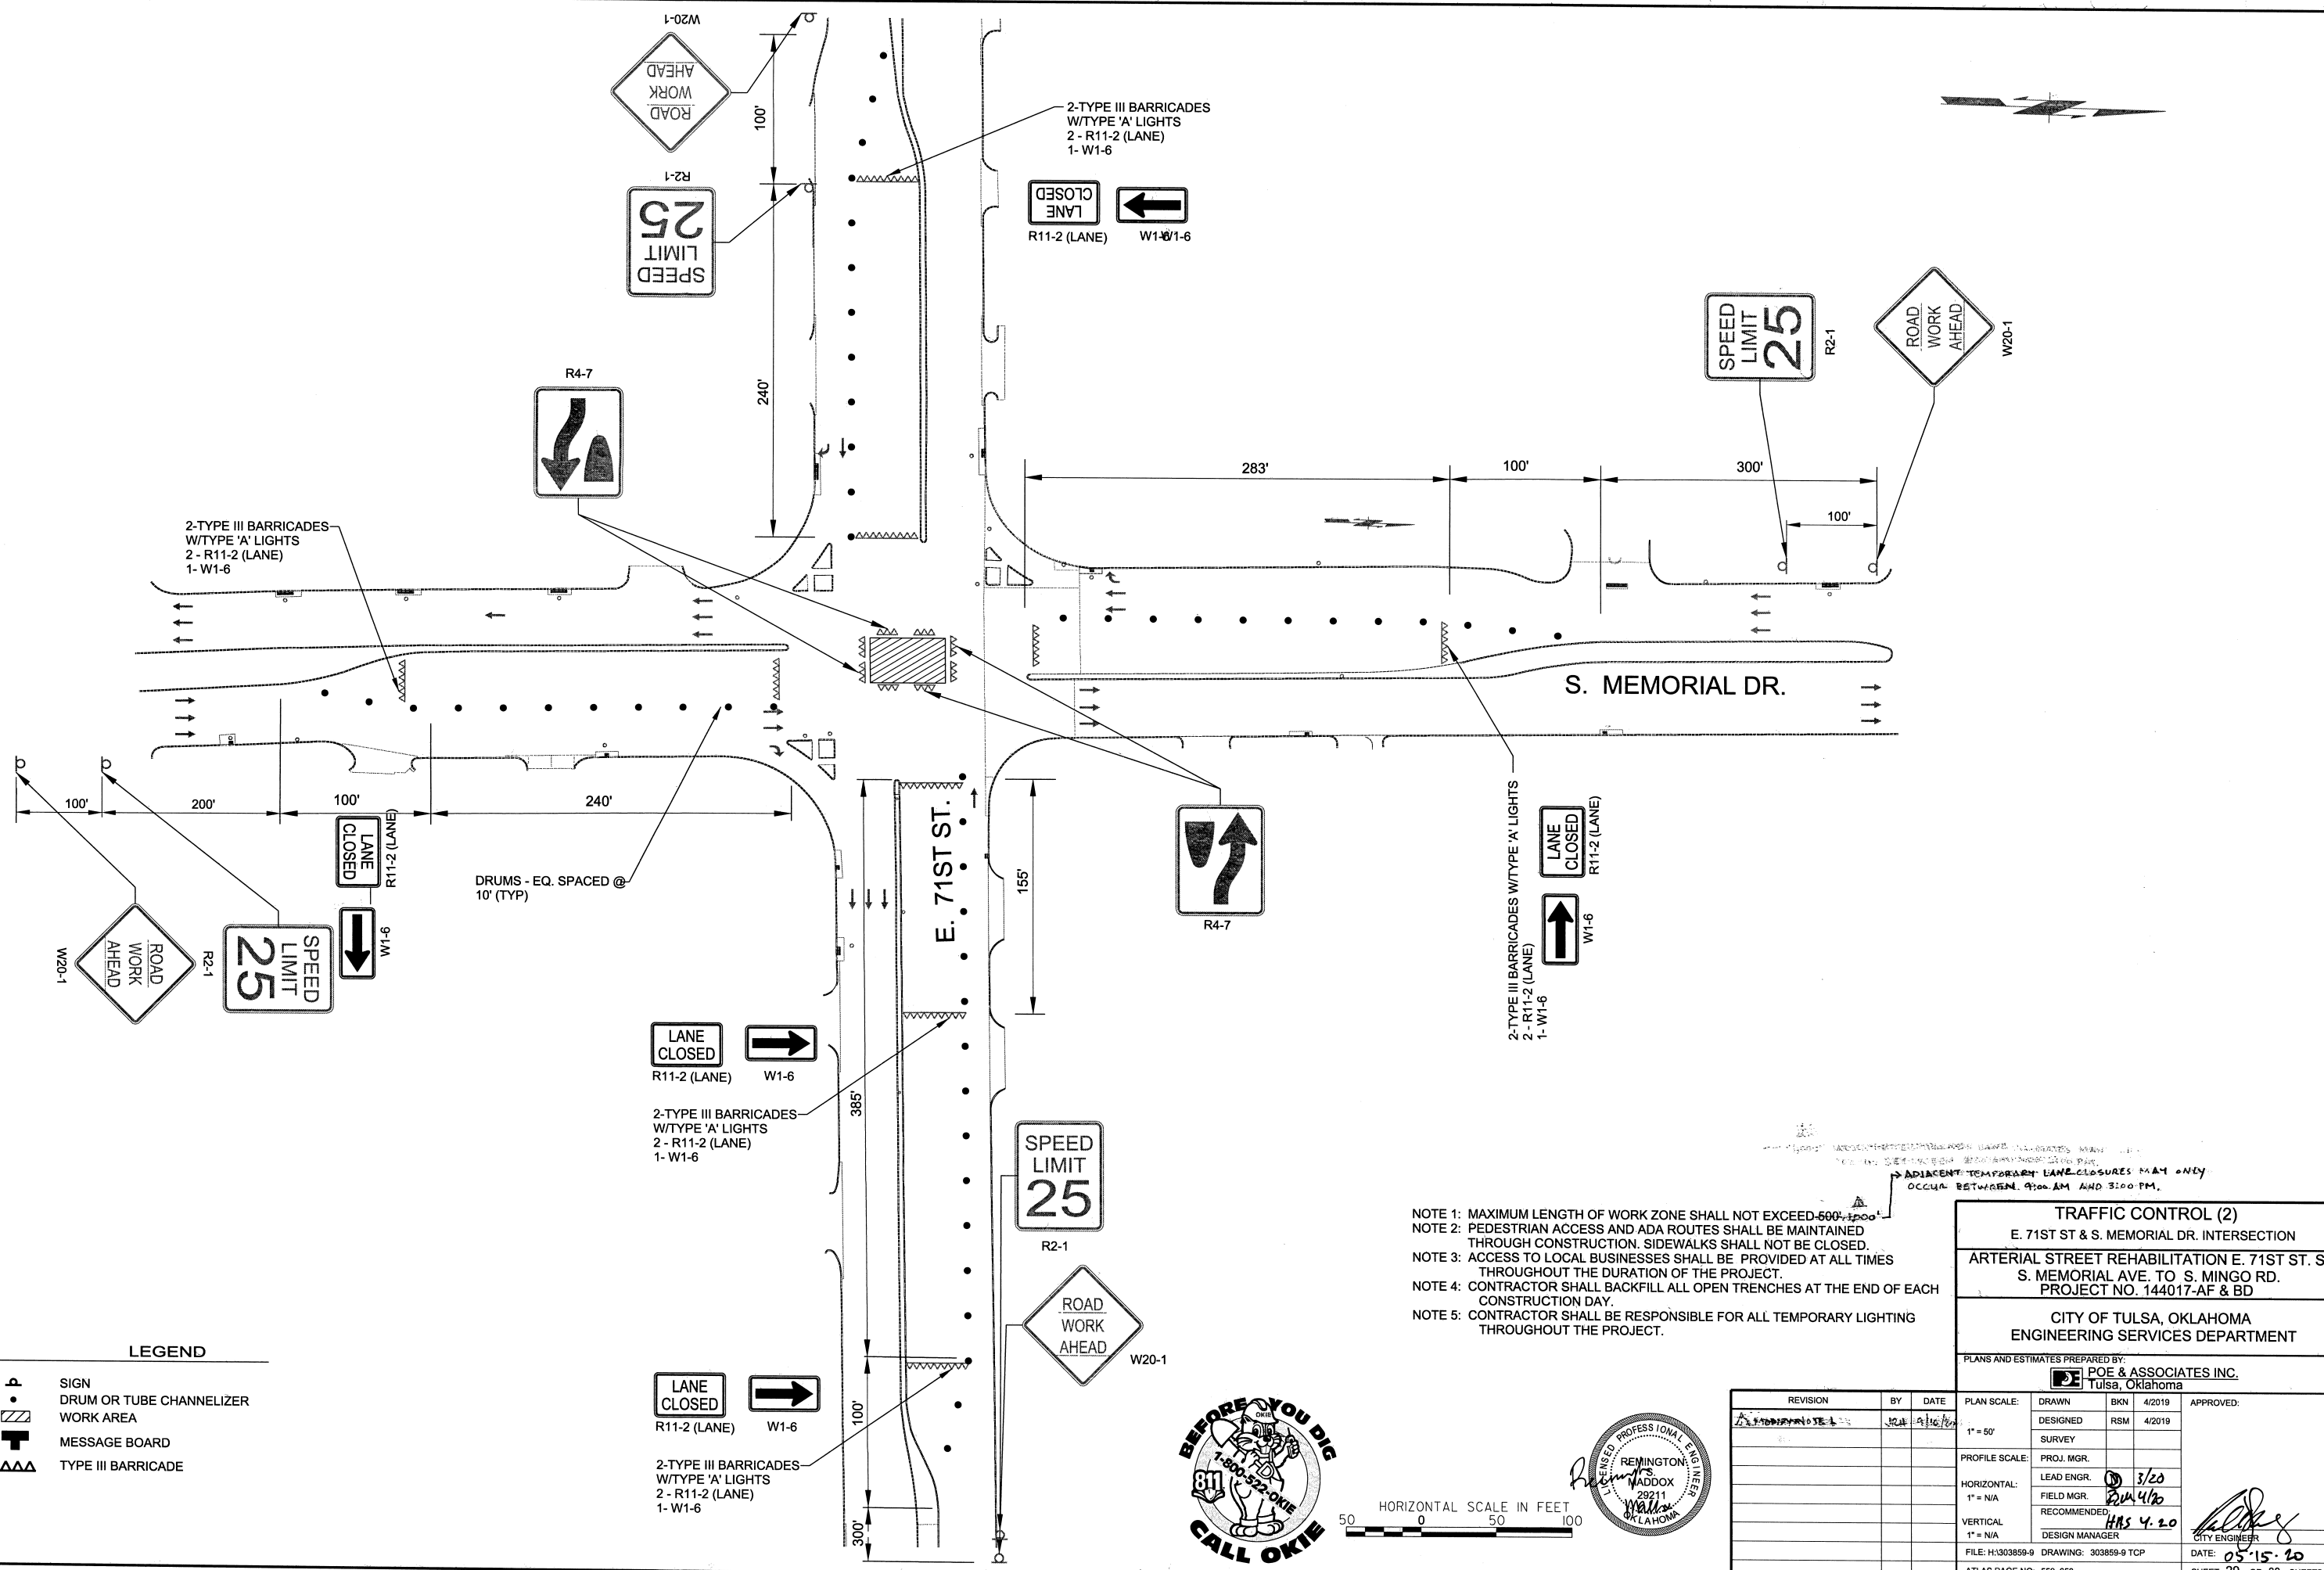 W20-1
ROAD
WORK
AHEAD
100'
R2-1
SPEED
LIMIT
25
240'
2-TYPE III BARRICADES
W/TYPE 'A' LIGHTS
2 - R11-2 (LANE)
1- W1-6
LANE
CLOSED
R11-2 (LANE)
W1-6
W1-6
R4-7
SPEED
LIMIT
25
R2-1
ROAD
WORK
AHEAD
W20-1
283'
100'
300'
100'
2-TYPE III BARRICADES
W/TYPE 'A' LIGHTS
2 - R11-2 (LANE)
1- W1-6
S. MEMORIAL DR.
100'
200'
100'
240'
LANE
CLOSED
R11-2 (LANE)
W1-6
ROAD
WORK
AHEAD
W20-1
SPEED
LIMIT
25
R2-1
DRUMS - EQ. SPACED @
10' (TYP)
E. 71ST ST.
155'
385'
R4-7
2-TYPE III BARRICADES W/TYPE 'A' LIGHTS
2 - R11-2 (LANE)
1- W1-6
LANE
CLOSED
R11-2 (LANE)
W1-6
LANE
CLOSED
R11-2 (LANE)
W1-6
2-TYPE III BARRICADES
W/TYPE 'A' LIGHTS
2 - R11-2 (LANE)
1- W1-6
SPEED
LIMIT
25
R2-1
ROAD
WORK
AHEAD
W20-1
LANE
CLOSED
R11-2 (LANE)
W1-6
100'
300'
2-TYPE III BARRICADES
W/TYPE 'A' LIGHTS
2 - R11-2 (LANE)
1- W1-6
LEGEND
SIGN
DRUM OR TUBE CHANNELIZER
WORK AREA
MESSAGE BOARD
TYPE III BARRICADE
ADJACENT TEMPORARY LANE CLOSURES MAY ONLY
OCCUR BETWEEN 9:00 AM AND 3:00 PM.
NOTE 1: MAXIMUM LENGTH OF WORK ZONE SHALL NOT EXCEED 500' 1000'
NOTE 2: PEDESTRIAN ACCESS AND ADA ROUTES SHALL BE MAINTAINED
THROUGH CONSTRUCTION. SIDEWALKS SHALL NOT BE CLOSED.
NOTE 3: ACCESS TO LOCAL BUSINESSES SHALL BE PROVIDED AT ALL TIMES
THROUGHOUT THE DURATION OF THE PROJECT.
NOTE 4: CONTRACTOR SHALL BACKFILL ALL OPEN TRENCHES AT THE END OF EACH
CONSTRUCTION DAY.
NOTE 5: CONTRACTOR SHALL BE RESPONSIBLE FOR ALL TEMPORARY LIGHTING
THROUGHOUT THE PROJECT.
BEFORE YOU DIG
OKIE
1-800-522-OKIE
811
CALL OKIE
HORIZONTAL SCALE IN FEET
50 0 50 100
LICENSED PROFESSIONAL ENGINEER
REMINGTON
S.
MADDOX
29211
OKLAHOMA
TRAFFIC CONTROL (2)
E. 71ST ST & S. MEMORIAL DR. INTERSECTION
ARTERIAL STREET REHABILITATION E. 71ST ST. S
S. MEMORIAL AVE. TO S. MINGO RD.
PROJECT NO. 144017-AF & BD
CITY OF TULSA, OKLAHOMA
ENGINEERING SERVICES DEPARTMENT
PLANS AND ESTIMATES PREPARED BY:
POE & ASSOCIATES INC.
Tulsa, Oklahoma
REVISION BY DATE
PLAN SCALE:
1" = 50'
PROFILE SCALE:
HORIZONTAL:
1" = N/A
VERTICAL
1" = N/A
DRAWN BKN 4/2019
DESIGNED RSM 4/2019
SURVEY
PROJ. MGR.
LEAD ENGR. 3/20
FIELD MGR. 4/20
RECOMMENDED: HAS 4.20
DESIGN MANAGER
APPROVED:
CITY ENGINEER
FILE: H:\303859-9 DRAWING: 303859-9 TCP
DATE: 05·15·20